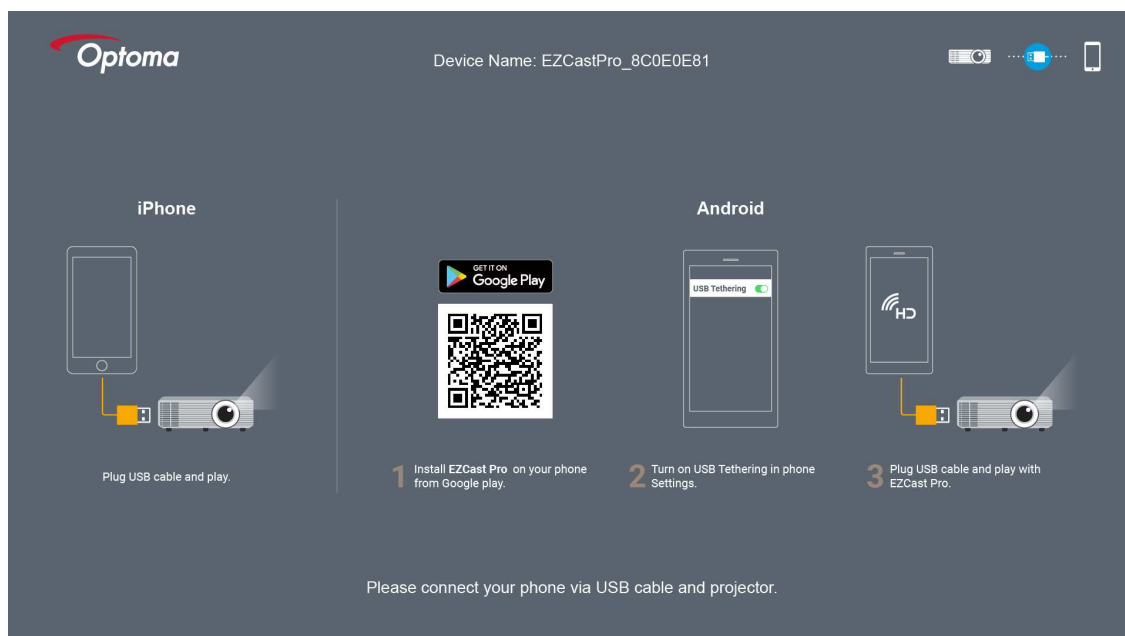 Optoma
Device Name: EZCastPro_8C0E0E81
iPhone
Plug USB cable and play.
Android
GET IT ON
Google Play
1 Install EZCast Pro on your phone
from Google play.
USB Tethering
2 Turn on USB Tethering in phone
Settings.
HD
3 Plug USB cable and play with
EZCast Pro.
Please connect your phone via USB cable and projector.